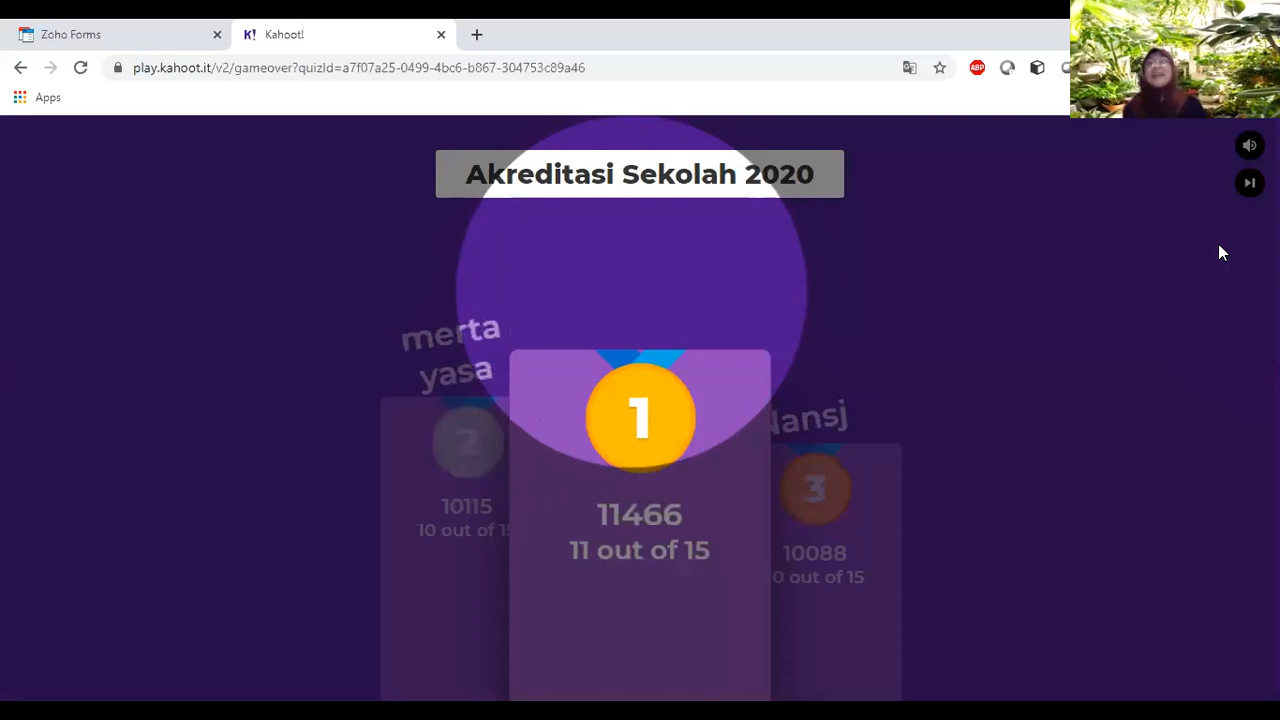 Zoho Forms
K! Kahoot!
play.kahoot.it/v2/gameover?quizId=a7f07a25-0499-4bc6-b867-304753c89a46
ABP
Apps
Akreditasi Sekolah 2020
merta
yasa
2
10115
10 out of 15
1
11466
11 out of 15
Nansj
3
10088
0 out of 15